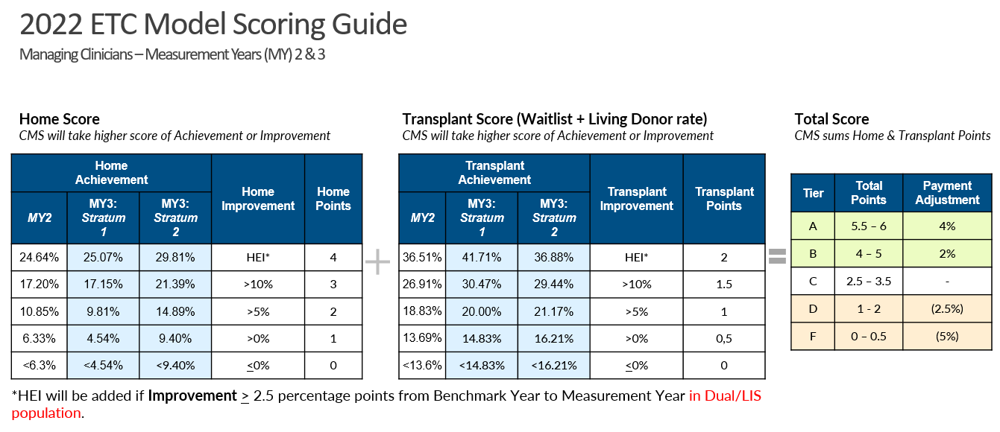 2022 ETC Model Scoring Guide
Managing Clinicians – Measurement Years (MY) 2 & 3
Home Score
CMS will take higher score of Achievement or Improvement
Home Achievement | Home Improvement | Home Points
MY2 | MY3: Stratum 1 | MY3: Stratum 2
24.64% | 25.07% | 29.81% | HEI* | 4
17.20% | 17.15% | 21.39% | >10% | 3
10.85% | 9.81% | 14.89% | >5% | 2
6.33% | 4.54% | 9.40% | >0% | 1
<6.3% | <4.54% | <9.40% | ≤0% | 0
+
Transplant Score (Waitlist + Living Donor rate)
CMS will take higher score of Achievement or Improvement
Transplant Achievement | Transplant Improvement | Transplant Points
MY2 | MY3: Stratum 1 | MY3: Stratum 2
36.51% | 41.71% | 36.88% | HEI* | 2
26.91% | 30.47% | 29.44% | >10% | 1.5
18.83% | 20.00% | 21.17% | >5% | 1
13.69% | 14.83% | 16.21% | >0% | 0,5
<13.6% | <14.83% | <16.21% | ≤0% | 0
=
Total Score
CMS sums Home & Transplant Points
Tier | Total Points | Payment Adjustment
A | 5.5 – 6 | 4%
B | 4 – 5 | 2%
C | 2.5 – 3.5 | -
D | 1 - 2 | (2.5%)
F | 0 – 0.5 | (5%)
*HEI will be added if Improvement ≥ 2.5 percentage points from Benchmark Year to Measurement Year in Dual/LIS
population.